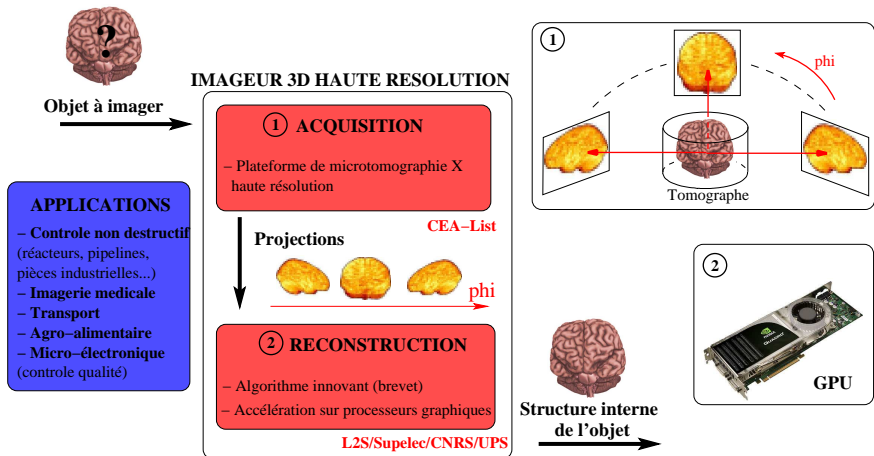 ?
Objet à imager
IMAGEUR 3D HAUTE RESOLUTION
1 ACQUISITION
– Plateforme de microtomographie X
haute résolution
CEA–List
Projections
phi
2 RECONSTRUCTION
– Algorithme innovant (brevet)
– Accélération sur processeurs graphiques
L2S/Supelec/CNRS/UPS
APPLICATIONS
– Controle non destructif
(réacteurs, pipelines,
pièces industrielles...)
– Imagerie medicale
– Transport
– Agro–alimentaire
– Micro–électronique
(controle qualité)
Structure interne
de l'objet
1
phi
Tomographe
2
NVIDIA
QUADRO
GPU